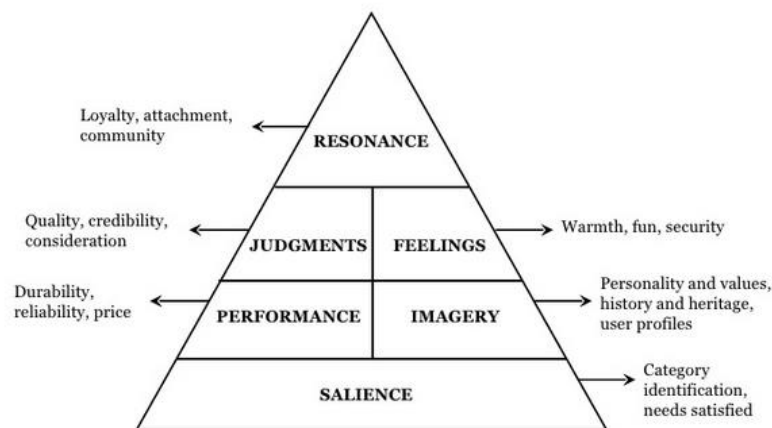 Loyalty, attachment,
community
RESONANCE
Quality, credibility,
consideration
JUDGMENTS
FEELINGS
Warmth, fun, security
Durability,
reliability, price
PERFORMANCE
IMAGERY
Personality and values,
history and heritage,
user profiles
SALIENCE
Category
identification,
needs satisfied